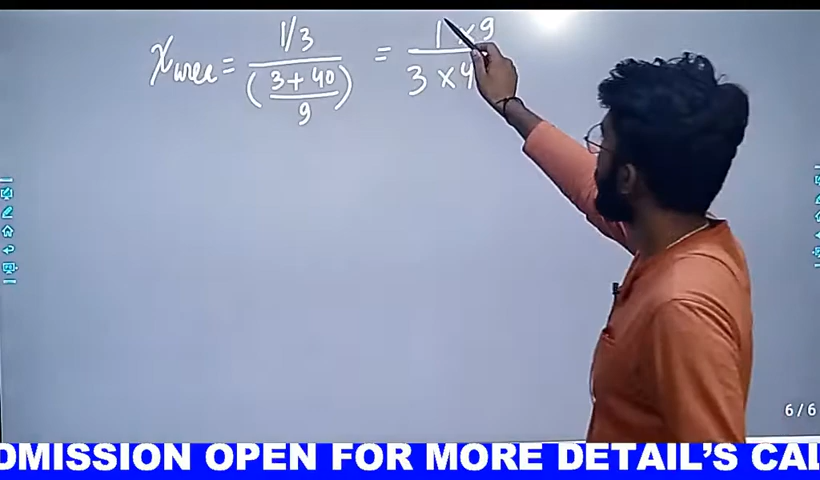 x_urea = 1/3 / ((3 + 40) / 9) = 1 × 9 / 3 × 4
6/6
DMISSION OPEN FOR MORE DETAIL'S CAL